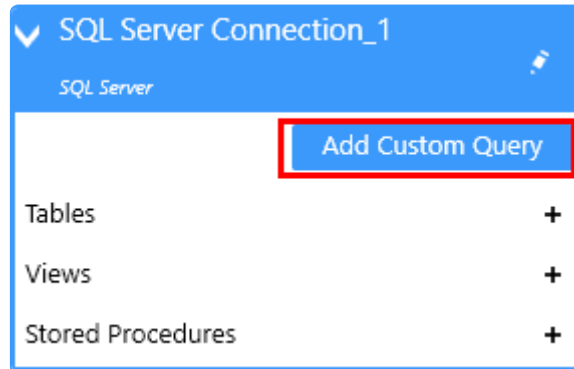 SQL Server Connection_1
SQL Server
Add Custom Query
Tables +
Views +
Stored Procedures +